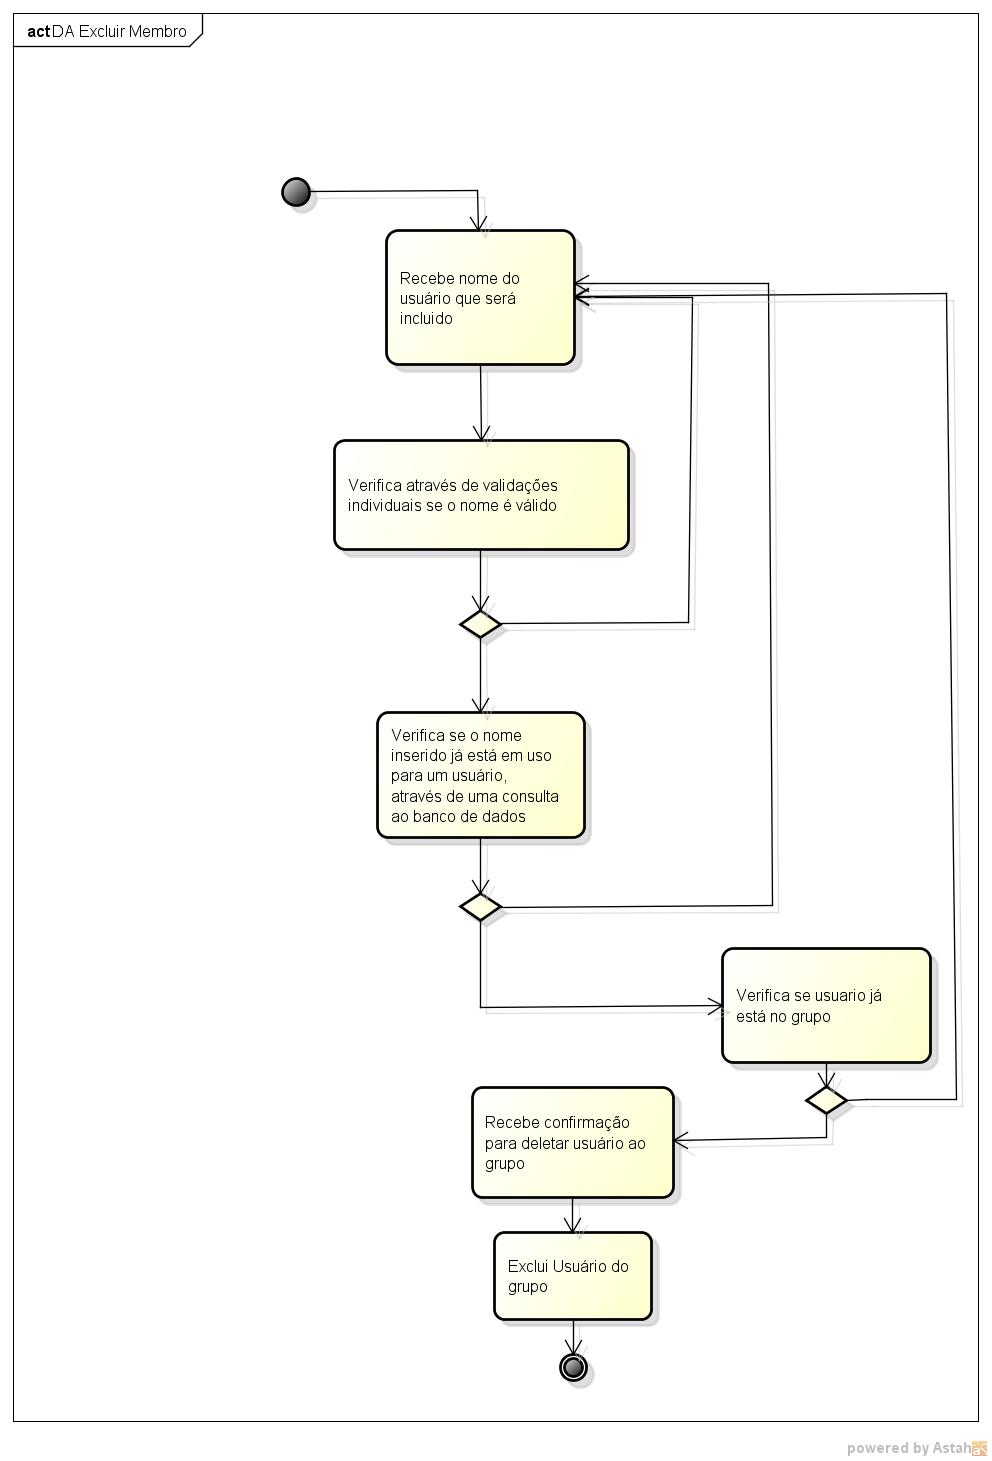 act DA Excluir Membro
Recebe nome do
usuário que será
incluido
Verifica através de validações
individuais se o nome é válido
Verifica se o nome
inserido já está em uso
para um usuário,
através de uma consulta
ao banco de dados
Verifica se usuario já
está no grupo
Recebe confirmação
para deletar usuário ao
grupo
Exclui Usuário do
grupo
powered by Astah